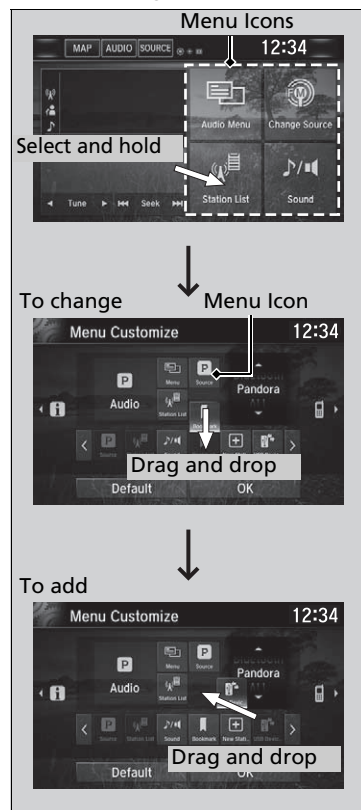 Menu Icons
MAP AUDIO SOURCE 12:34
Audio Menu Change Source
Select and hold
Station List Sound
Tune Seek
To change Menu Icon
Menu Customize 12:34
P P
Menu Source
Audio Station List Pandora
Bookmark
P
Source
Drag and drop
Default OK
To add
Menu Customize 12:34
P P
Menu Source
Audio Station List Pandora
P
Source Station List Sound Bookmark New Stati...
Drag and drop
Default OK